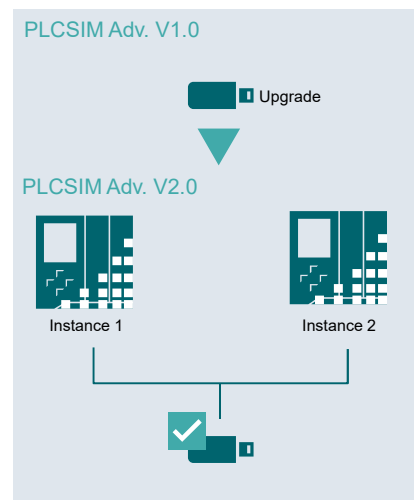 PLCSIM Adv. V1.0
Upgrade
PLCSIM Adv. V2.0
Instance 1
Instance 2